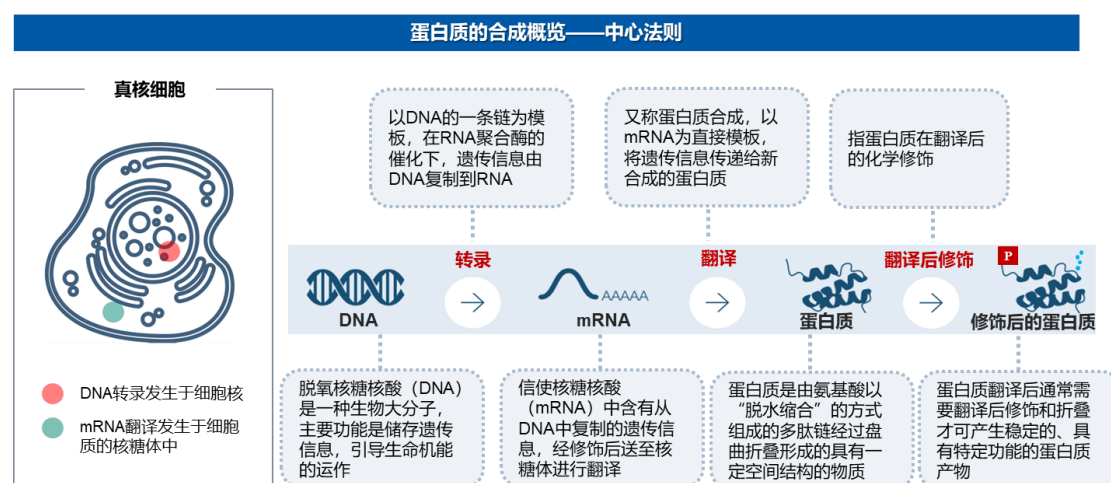 蛋白质的合成概览——中心法则
真核细胞
DNA转录发生于细胞核
mRNA翻译发生于细胞
质的核糖体中
以DNA的一条链为模
板，在RNA聚合酶的
催化下，遗传信息由
DNA复制到RNA
又称蛋白质合成，以
mRNA为直接模板，
将遗传信息传递给新
合成的蛋白质
指蛋白质在翻译后
的化学修饰
转录
翻译
翻译后修饰
P
AAAAA
DNA
mRNA
蛋白质
修饰后的蛋白质
脱氧核糖核酸（DNA）
是一种生物大分子，
主要功能是储存遗传
信息，引导生命机能
的运作
信使核糖核酸
（mRNA）中含有从
DNA中复制的遗传信
息，经修饰后送至核
糖体进行翻译
蛋白质是由氨基酸以
“脱水缩合”的方式
组成的多肽链经过盘
曲折叠形成的具有一
定空间结构的物质
蛋白质翻译后通常需
要翻译后修饰和折叠
才可产生稳定的、具
有特定功能的蛋白质
产物